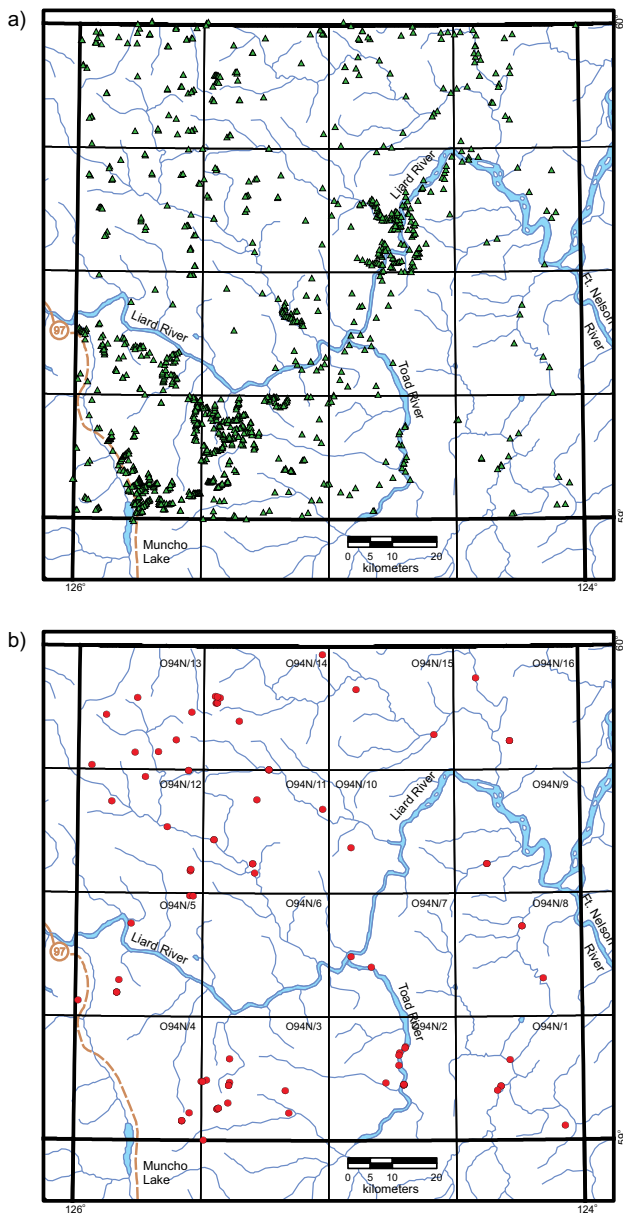 a)
60°
Liard River
Ft. Nelson
River
Liard River
97
Toad River
59°
Muncho
Lake
0 5 10 20
kilometers
126°
124°
b)
60°
O94N/13
O94N/14
O94N/15
O94N/16
O94N/12
O94N/11
O94N/10
O94N/9
Liard River
O94N/5
O94N/6
O94N/7
O94N/8
Ft. Nelson
River
Liard River
97
Toad River
O94N/4
O94N/3
O94N/2
O94N/1
59°
Muncho
Lake
0 5 10 20
kilometers
126°
124°